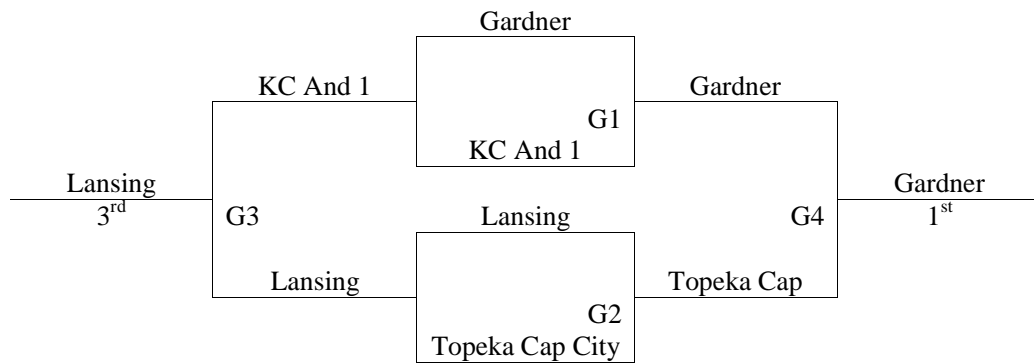 Gardner
KC And 1
Gardner
G1
KC And 1
Lansing
3rd
Gardner
1st
G3
Lansing
G4
Lansing
Topeka Cap
G2
Topeka Cap City